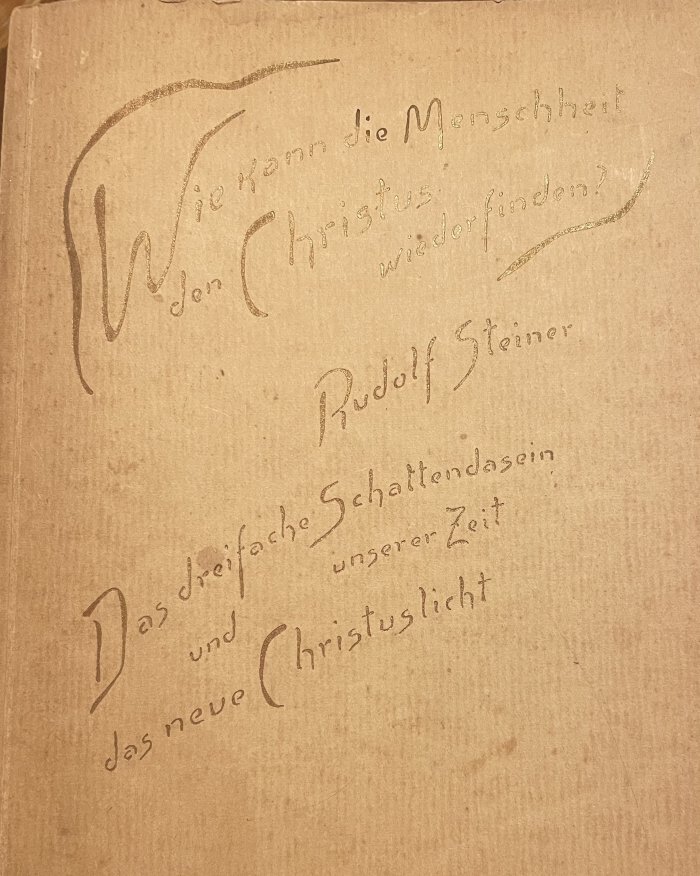 Wie kann die Menschheit
den Christus
wiederfinden?
Rudolf Steiner
Das dreifache Schattendasein
unserer Zeit
und
das neue Christuslicht